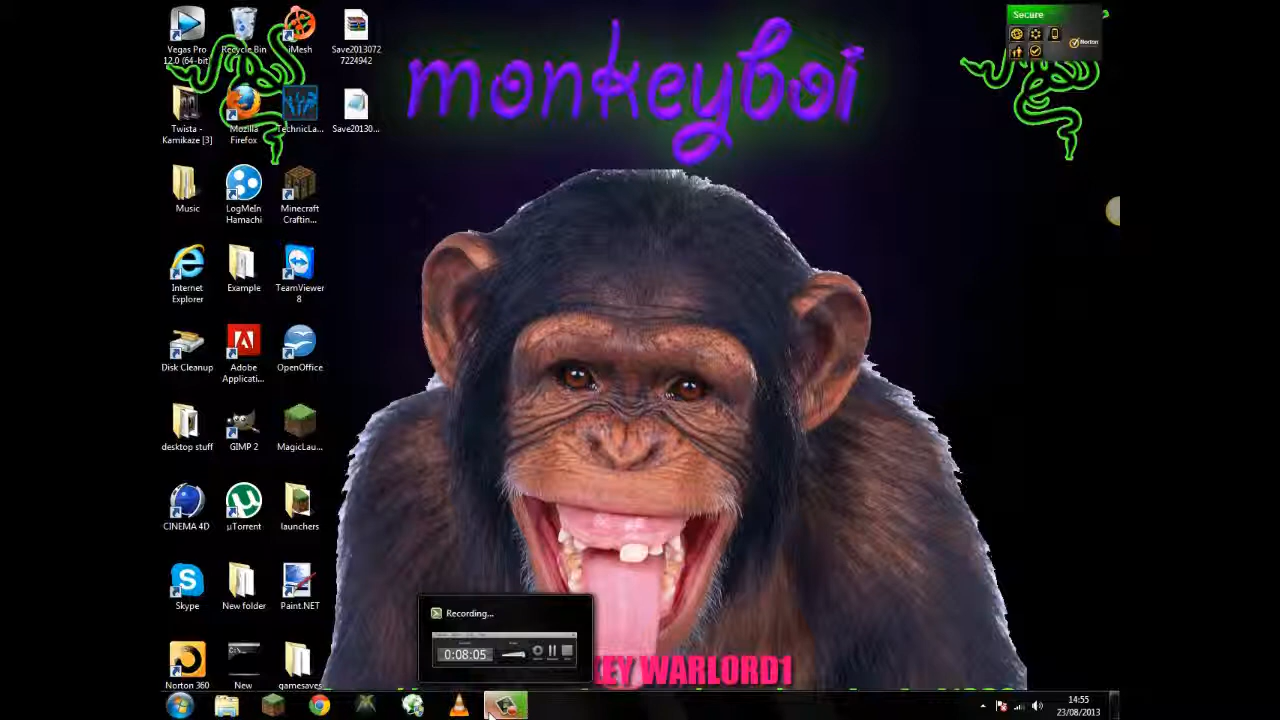 Vegas Pro
12.0 (64-bit)
Recycle Bin
iMesh
Save2013072
7224942
monkeyboi
Secure
Norton
Twista -
Kamikaze [3]
Mozilla
Firefox
TechnicLa...
Save20130...
Music
LogMeIn
Hamachi
Minecraft
Craftin...
Internet
Explorer
Example
TeamViewer
8
Disk Cleanup
Adobe
Applicati...
OpenOffice
desktop stuff
GIMP 2
MagicLau...
CINEMA 4D
µTorrent
launchers
Skype
New folder
Paint.NET
Norton 360
New
gamesaves
Recording...
0:08:05
KEY WARLORD1
14:55
23/08/2013